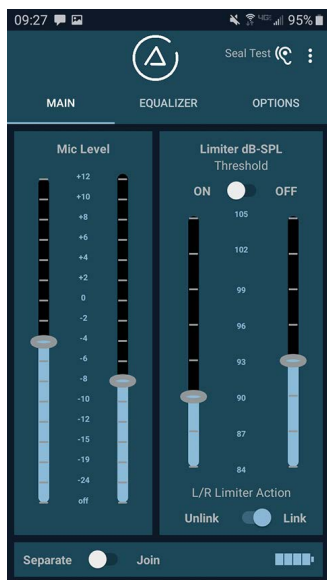 09:27 4GE 95%
Seal Test
MAIN EQUALIZER OPTIONS
Mic Level
+12
+10
+8
+6
+4
+2
0
-2
-4
-6
-8
-10
-12
-15
-19
-24
off
Limiter dB-SPL
Threshold
ON OFF
105
102
99
96
93
90
87
84
L/R Limiter Action
Unlink Link
Separate Join